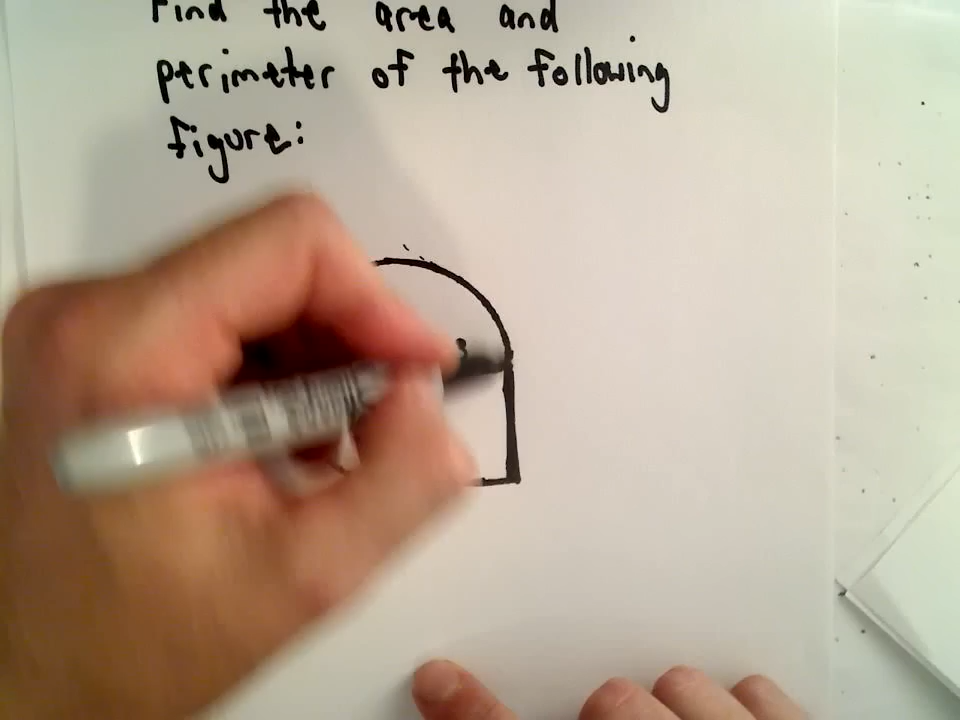 Find the area and
perimeter of the following
figure: